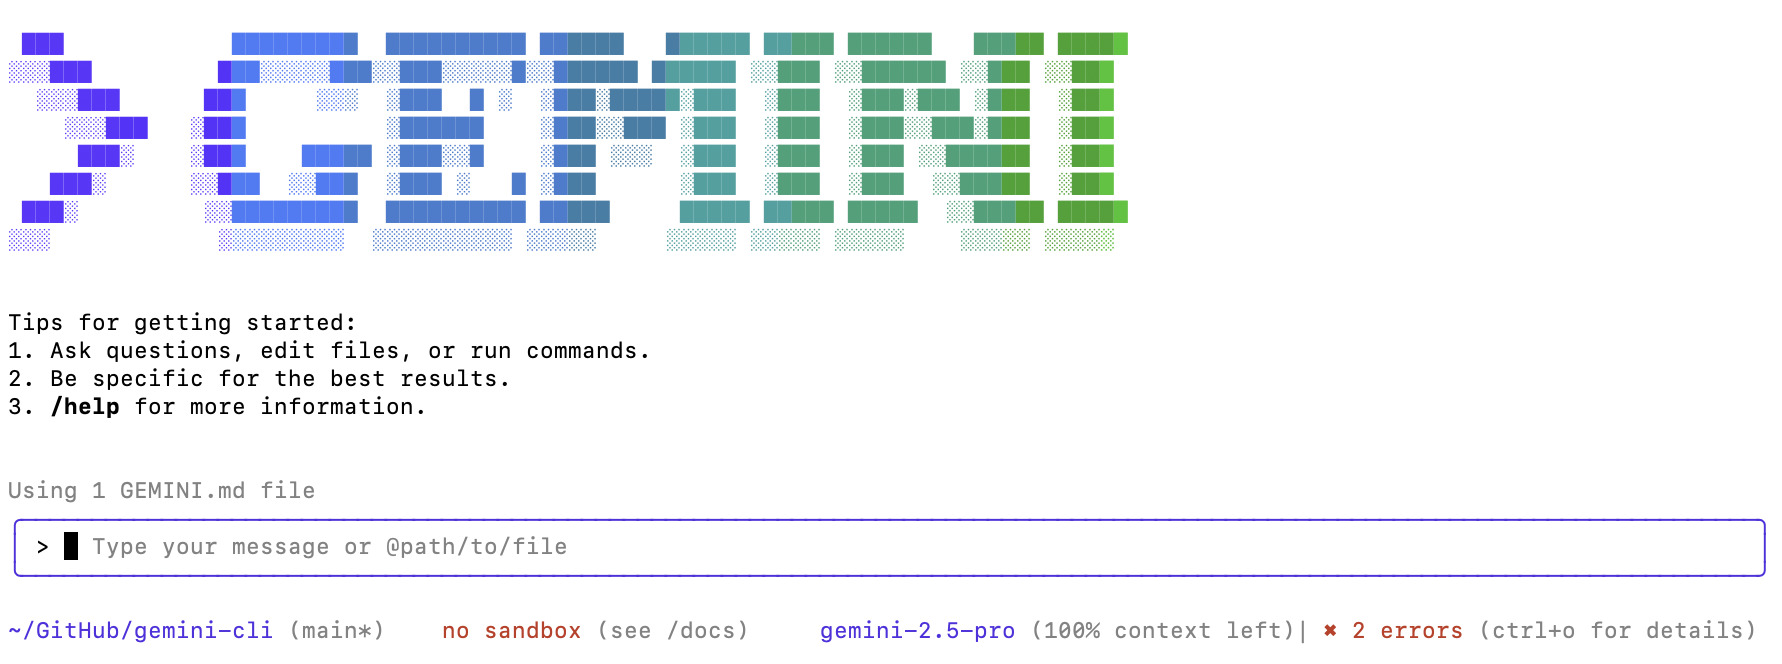 > GEMINI
Tips for getting started:
1. Ask questions, edit files, or run commands.
2. Be specific for the best results.
3. /help for more information.
Using 1 GEMINI.md file
> Type your message or @path/to/file
~/GitHub/gemini-cli (main*) no sandbox (see /docs) gemini-2.5-pro (100% context left)| ✖ 2 errors (ctrl+o for details)